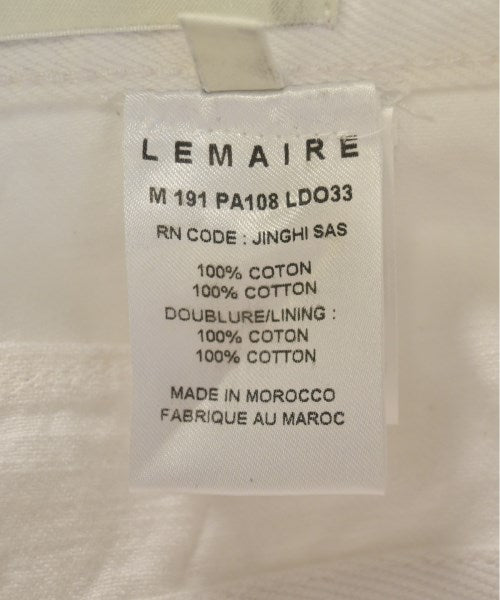 LEMAIRE
M 191 PA108 LDO33
RN CODE : JINGHI SAS
100% COTON
100% COTTON
DOUBLURE/LINING :
100% COTON
100% COTTON
MADE IN MOROCCO
FABRIQUE AU MAROC